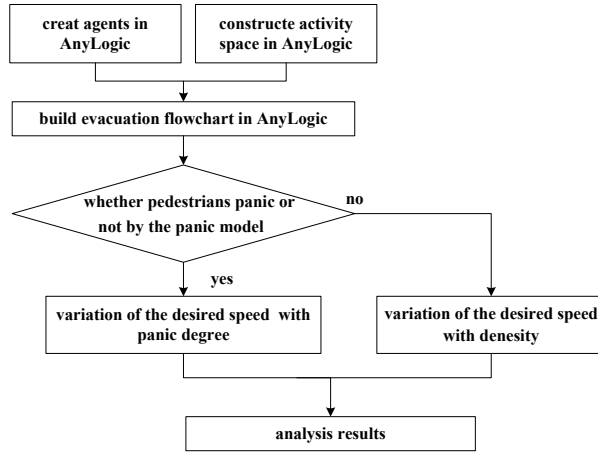 creat agents in
AnyLogic
constructe activity
space in AnyLogic
build evacuation flowchart in AnyLogic
whether pedestrians panic or
not by the panic model
no
yes
variation of the desired speed with
panic degree
variation of the desired speed
with denesity
analysis results